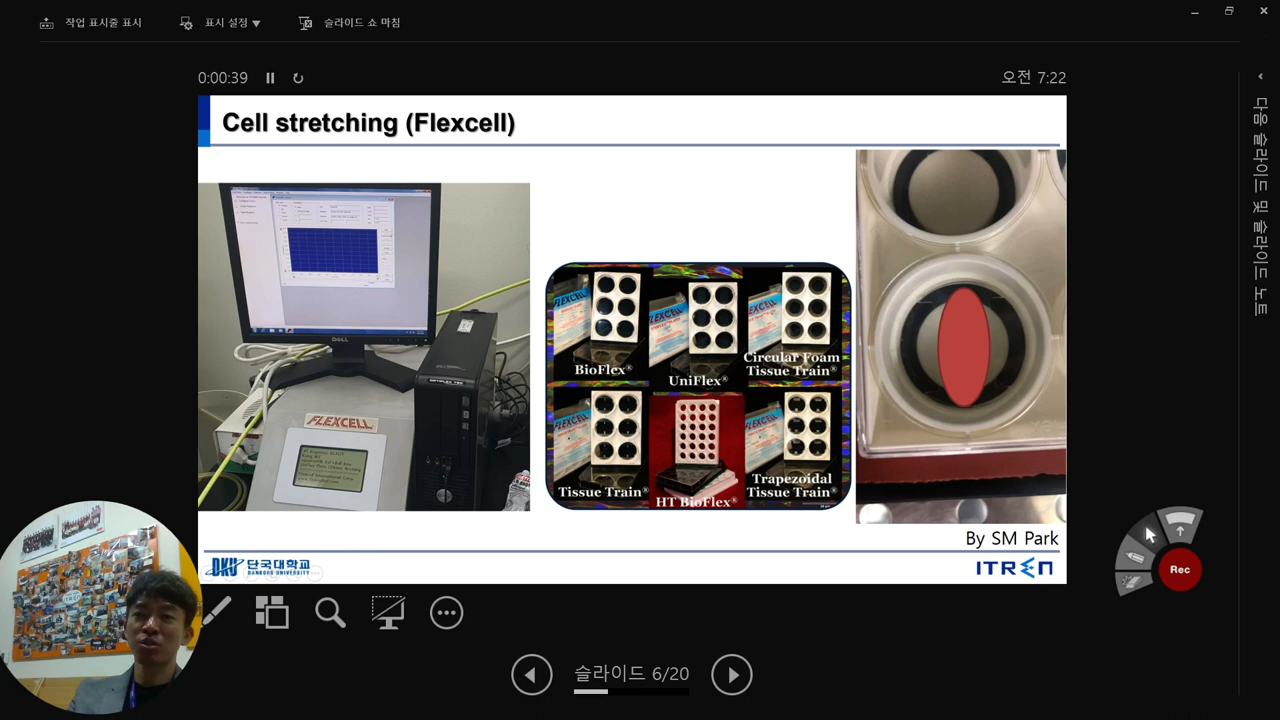 작업 표시줄 표시
표시 설정 ▼
슬라이드 쇼 마침
0:00:39
오전 7:22
다음 슬라이드 및 슬라이드 노트
Cell stretching (Flexcell)
DELL
FLEXCELL
BioFlex®
UniFlex®
Circular Foam
Tissue Train®
Tissue Train®
HT BioFlex®
Trapezoidal
Tissue Train®
By SM Park
DKU 단국대학교
DANKOOK UNIVERSITY
ITREN
Rec
슬라이드 6/20